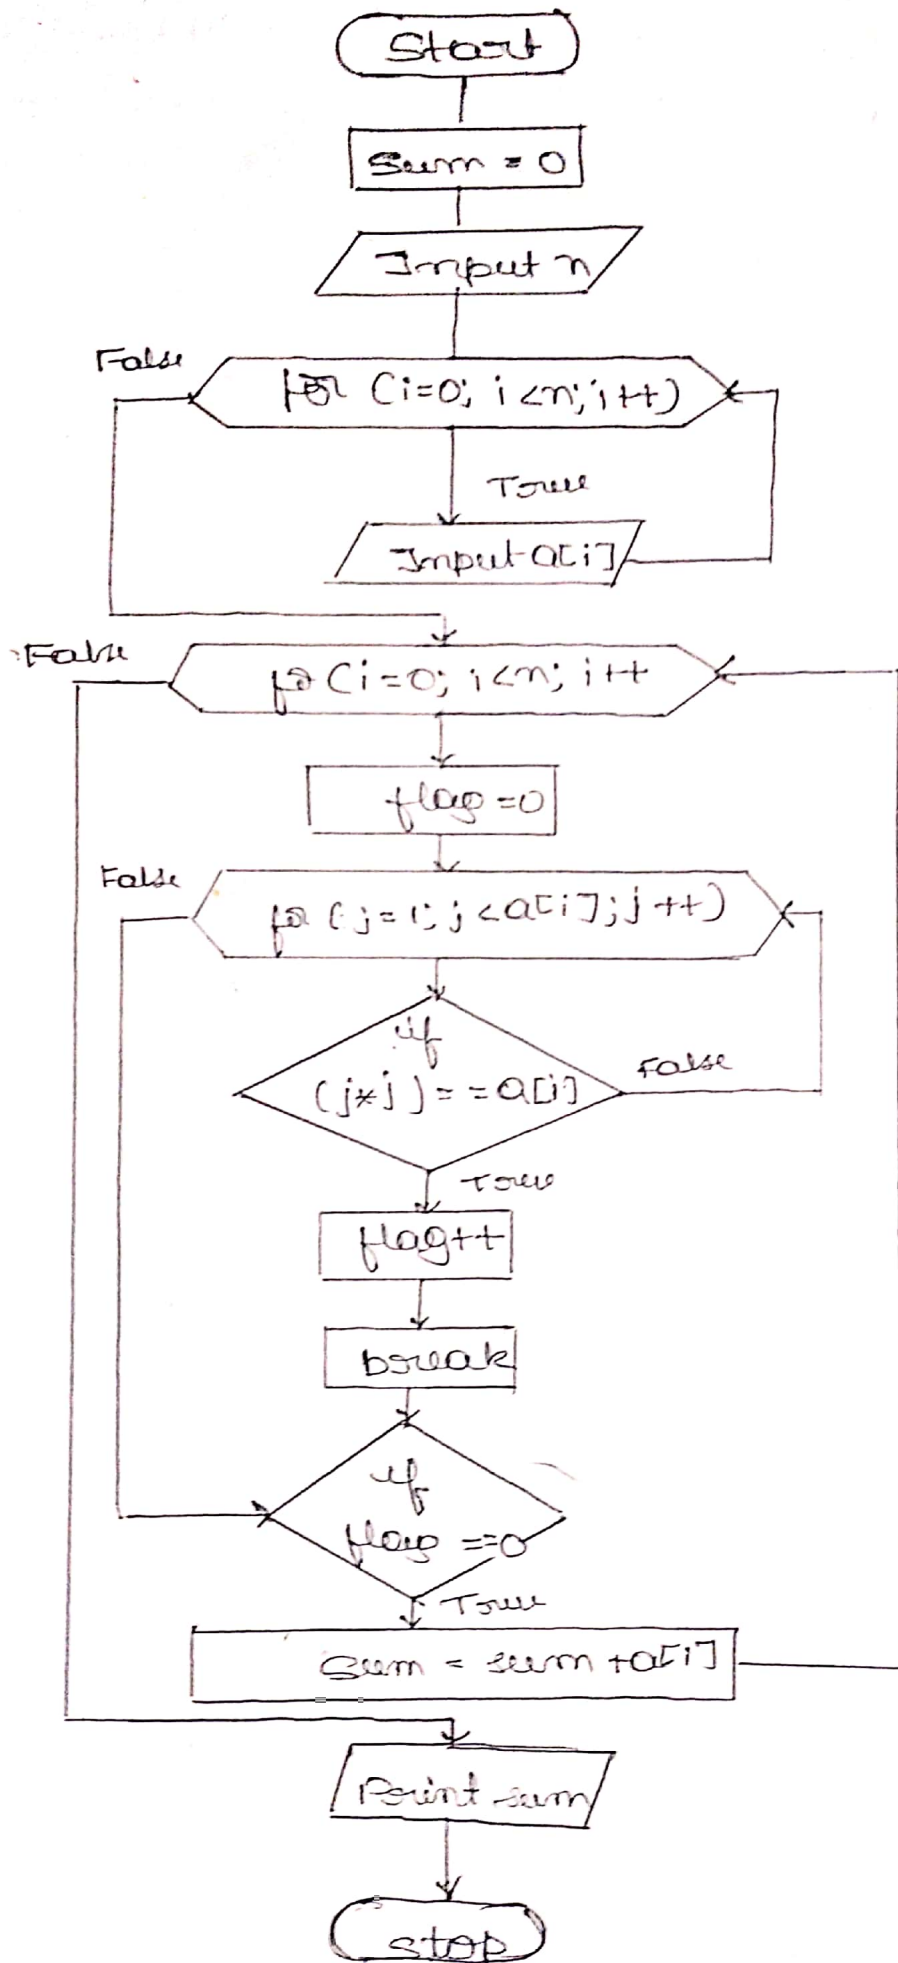 Start
Sum = 0
Input n
False
for (i=0; i<n; i++)
True
Input a[i]
False
for (i=0; i<n; i++
flag =0
False
for (j=1; j<a[i]; j++)
if
(j*j) == a[i]
False
True
flag++
break
if
flag ==0
True
Sum = sum +a[i]
Print sum
stop